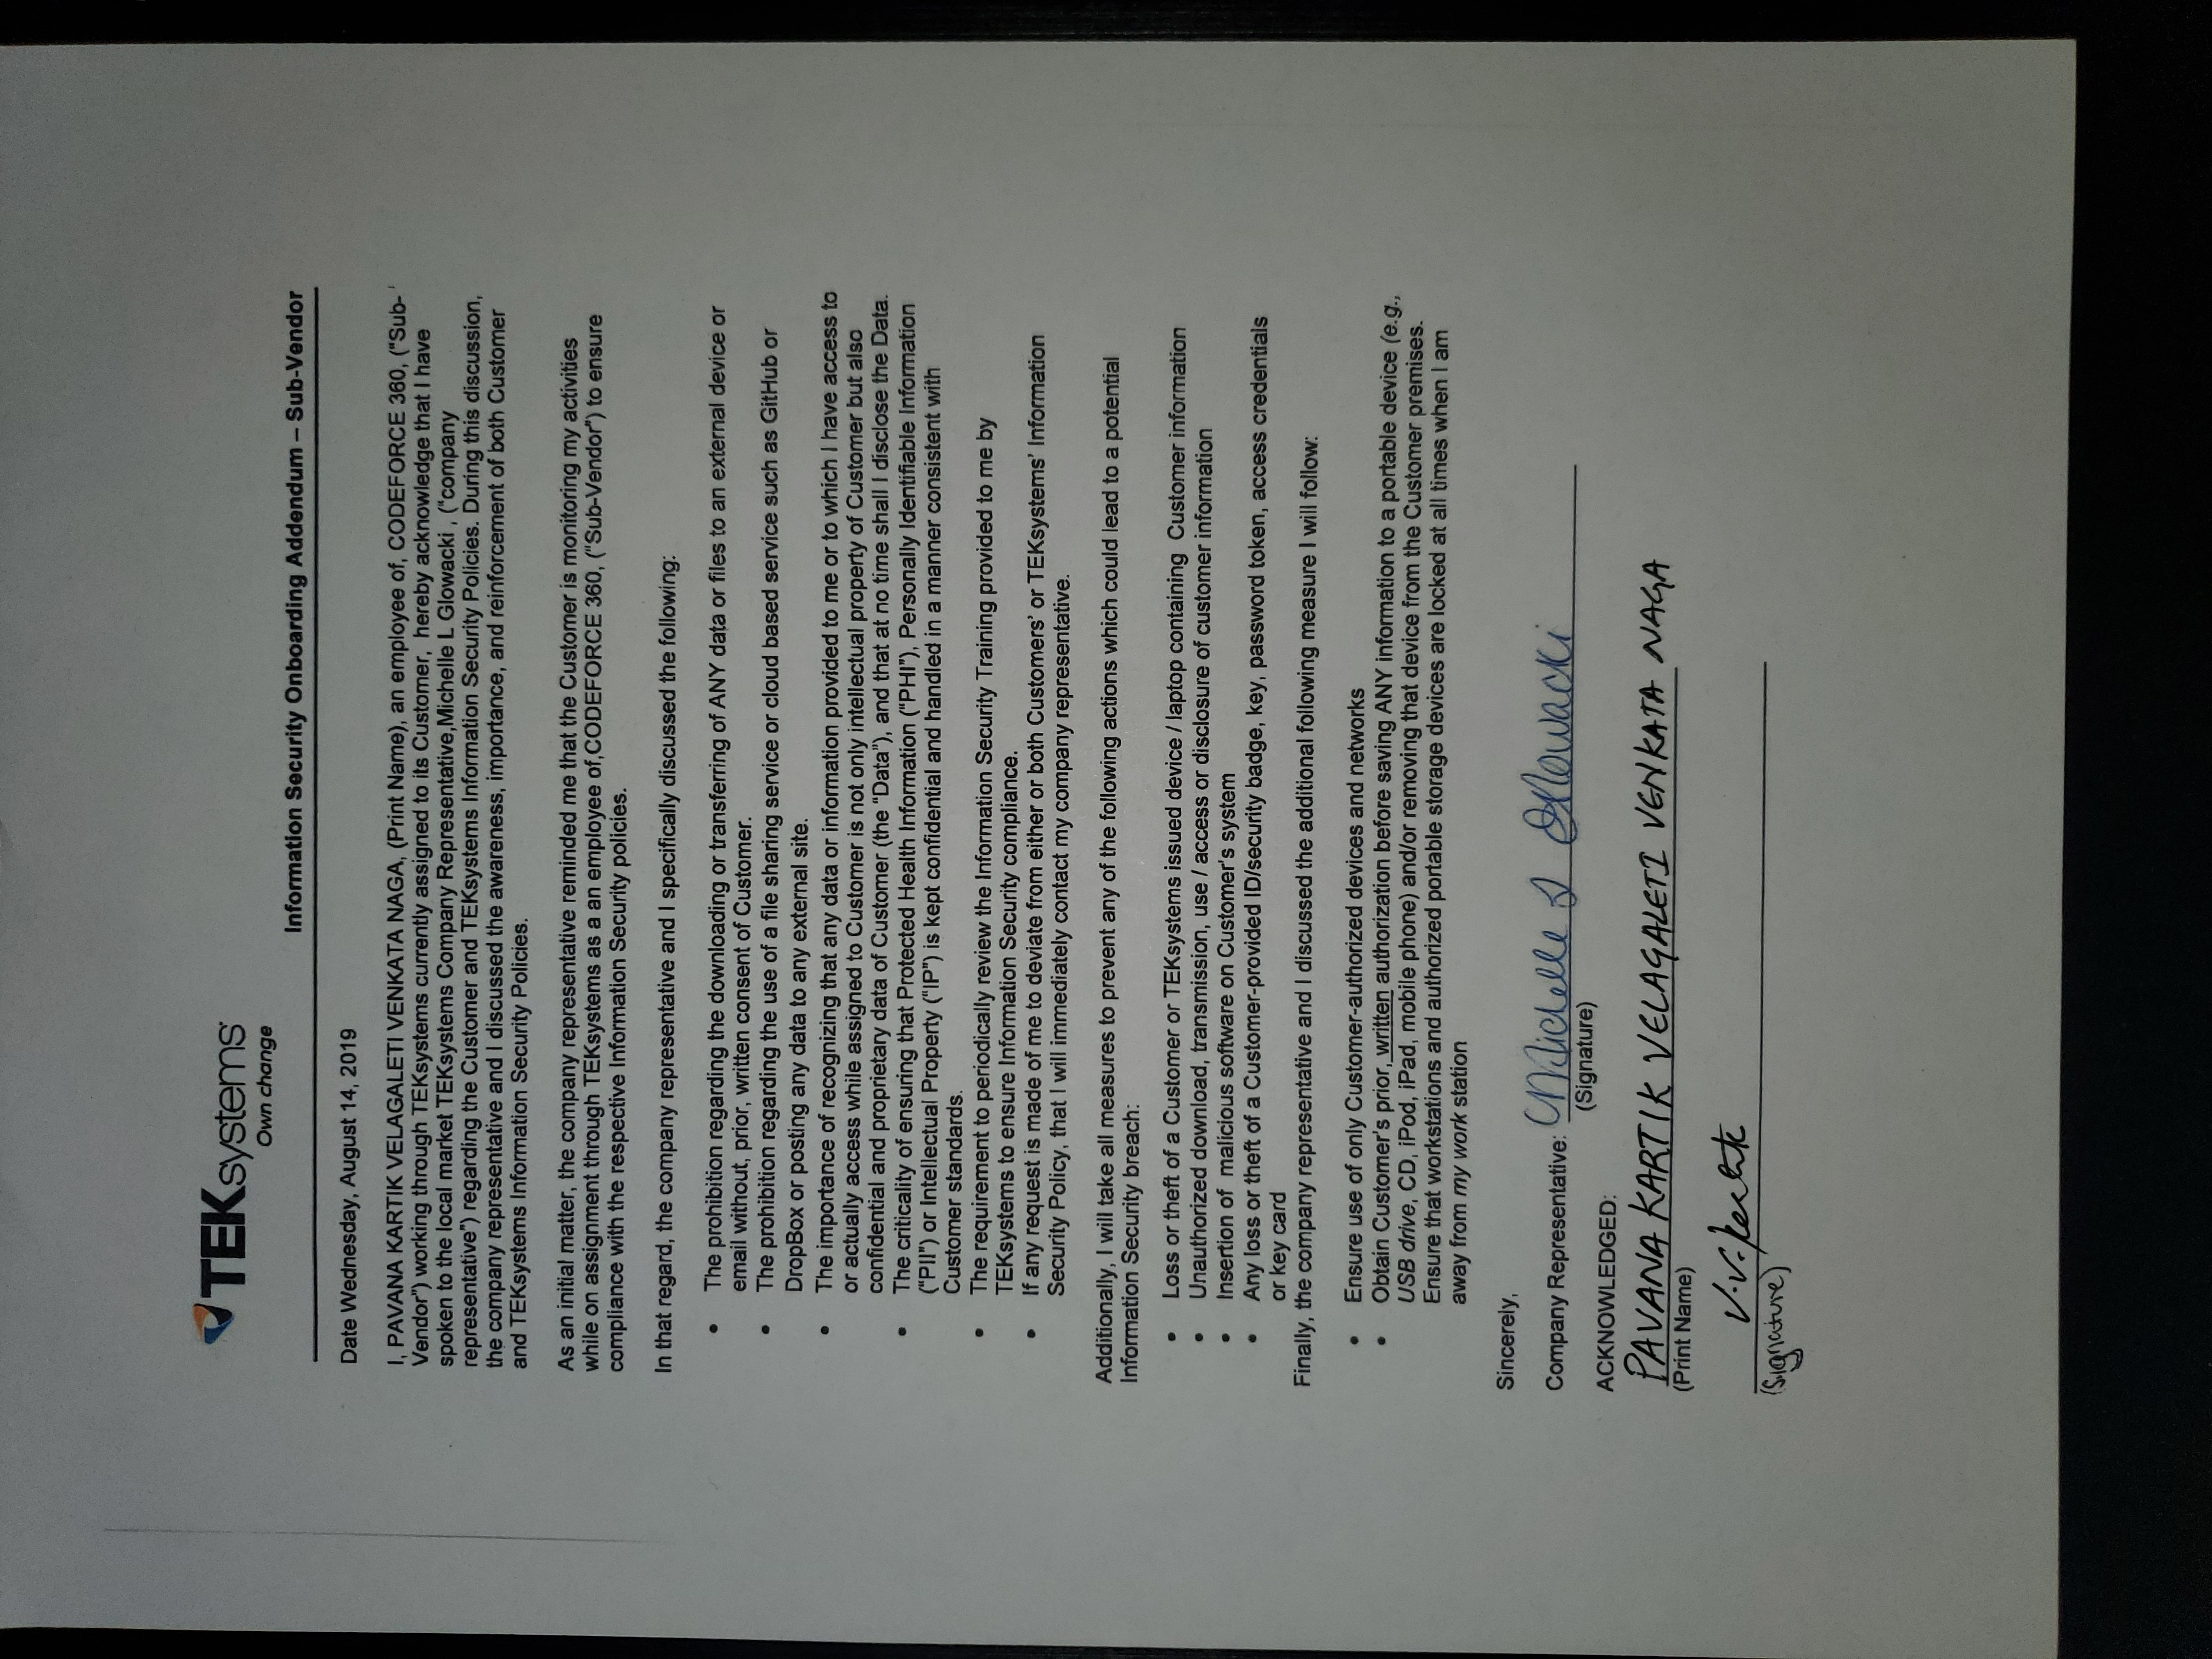 TEKsystems
Own change
Information Security Onboarding Addendum – Sub-Vendor
Date Wednesday, August 14, 2019
I, PAVANA KARTIK VELAGALETI VENKATA NAGA, (Print Name), an employee of, CODEFORCE 360, ("Sub-
Vendor") working through TEKsystems currently assigned to its Customer, hereby acknowledge that I have
spoken to the local market TEKsystems Company Representative,Michelle L Glowacki , ("company
representative") regarding the Customer and TEKsystems Information Security Policies. During this discussion,
the company representative and I discussed the awareness, importance, and reinforcement of both Customer
and TEKsystems Information Security Policies.
As an initial matter, the company representative reminded me that the Customer is monitoring my activities
while on assignment through TEKsystems as a an employee of,CODEFORCE 360, ("Sub-Vendor") to ensure
compliance with the respective Information Security policies.
In that regard, the company representative and I specifically discussed the following:
• The prohibition regarding the downloading or transferring of ANY data or files to an external device or
email without, prior, written consent of Customer.
• The prohibition regarding the use of a file sharing service or cloud based service such as GitHub or
DropBox or posting any data to any external site.
• The importance of recognizing that any data or information provided to me or to which I have access to
or actually access while assigned to Customer is not only intellectual property of Customer but also
confidential and proprietary data of Customer (the "Data"), and that at no time shall I disclose the Data.
• The criticality of ensuring that Protected Health Information ("PHI"), Personally Identifiable Information
("PII") or Intellectual Property ("IP") is kept confidential and handled in a manner consistent with
Customer standards.
• The requirement to periodically review the Information Security Training provided to me by
TEKsystems to ensure Information Security compliance.
• If any request is made of me to deviate from either or both Customers' or TEKsystems' Information
Security Policy, that I will immediately contact my company representative.
Additionally, I will take all measures to prevent any of the following actions which could lead to a potential
Information Security breach:
• Loss or theft of a Customer or TEKsystems issued device / laptop containing Customer information
• Unauthorized download, transmission, use / access or disclosure of customer information
• Insertion of malicious software on Customer's system
• Any loss or theft of a Customer-provided ID/security badge, key, password token, access credentials
or key card
Finally, the company representative and I discussed the additional following measure I will follow:
• Ensure use of only Customer-authorized devices and networks
• Obtain Customer's prior, written authorization before saving ANY information to a portable device (e.g.,
USB drive, CD, iPod, iPad, mobile phone) and/or removing that device from the Customer premises.
Ensure that workstations and authorized portable storage devices are locked at all times when I am
away from my work station
Sincerely,
Company Representative: Michelle L Glowacki
(Signature)
ACKNOWLEDGED:
PAVANA KARTIK VELAGALETI VENKATA NAGA
(Print Name)
V.V.Kartik
(Signature)